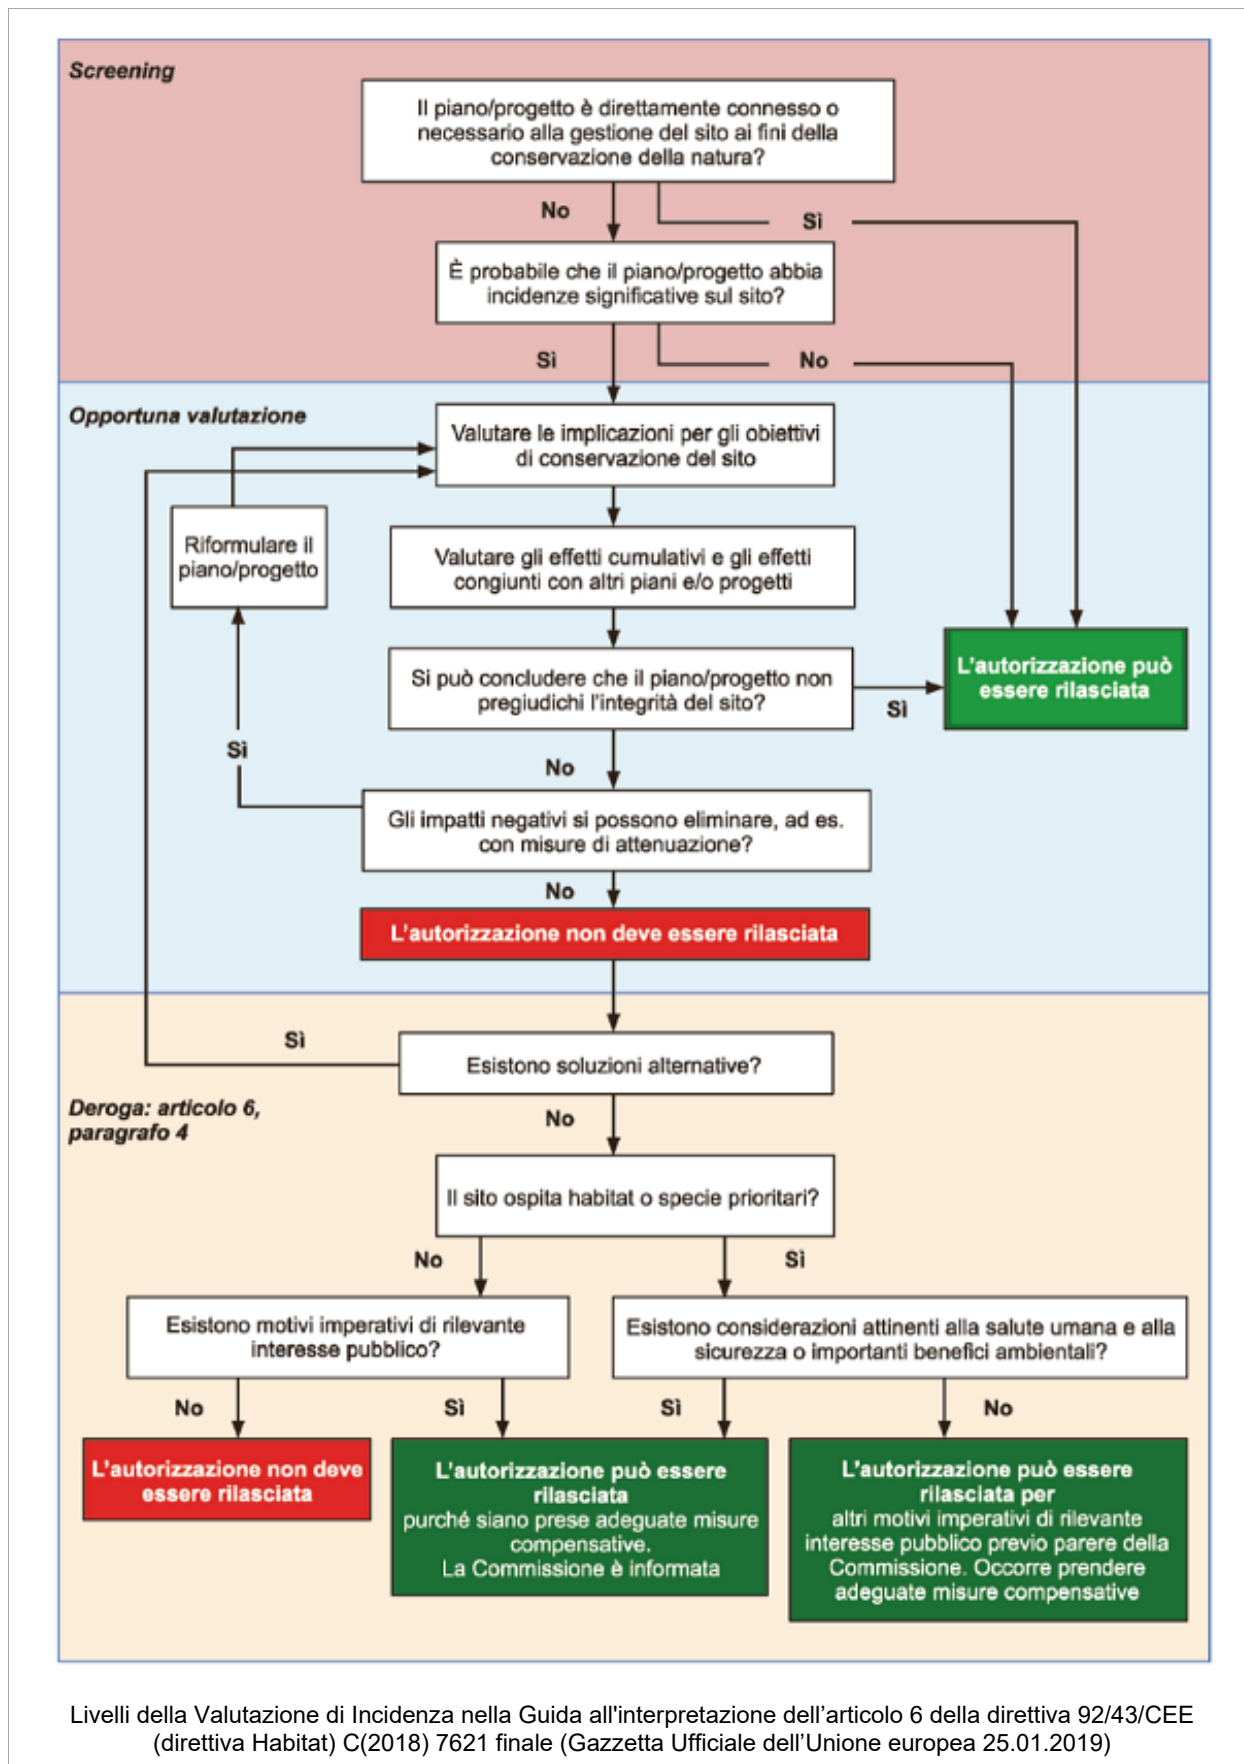 Screening
Il piano/progetto è direttamente connesso o
necessario alla gestione del sito ai fini della
conservazione della natura?
No
Sì
È probabile che il piano/progetto abbia
incidenze significative sul sito?
Sì
No
Opportuna valutazione
Valutare le implicazioni per gli obiettivi
di conservazione del sito
Riformulare il
piano/progetto
Valutare gli effetti cumulativi e gli effetti
congiunti con altri piani e/o progetti
Si può concludere che il piano/progetto non
pregiudichi l'integrità del sito?
Sì
L'autorizzazione può
essere rilasciata
Sì
No
Gli impatti negativi si possono eliminare, ad es.
con misure di attenuazione?
No
L'autorizzazione non deve essere rilasciata
Sì
Esistono soluzioni alternative?
Deroga: articolo 6,
paragrafo 4
No
Il sito ospita habitat o specie prioritari?
No
Sì
Esistono motivi imperativi di rilevante
interesse pubblico?
Esistono considerazioni attinenti alla salute umana e alla
sicurezza o importanti benefici ambientali?
No
Sì
Sì
No
L'autorizzazione non deve
essere rilasciata
L'autorizzazione può essere
rilasciata
purché siano prese adeguate misure
compensative.
La Commissione è informata
L'autorizzazione può essere
rilasciata per
altri motivi imperativi di rilevante
interesse pubblico previo parere della
Commissione. Occorre prendere
adeguate misure compensative
Livelli della Valutazione di Incidenza nella Guida all'interpretazione dell'articolo 6 della direttiva 92/43/CEE
(direttiva Habitat) C(2018) 7621 finale (Gazzetta Ufficiale dell'Unione europea 25.01.2019)